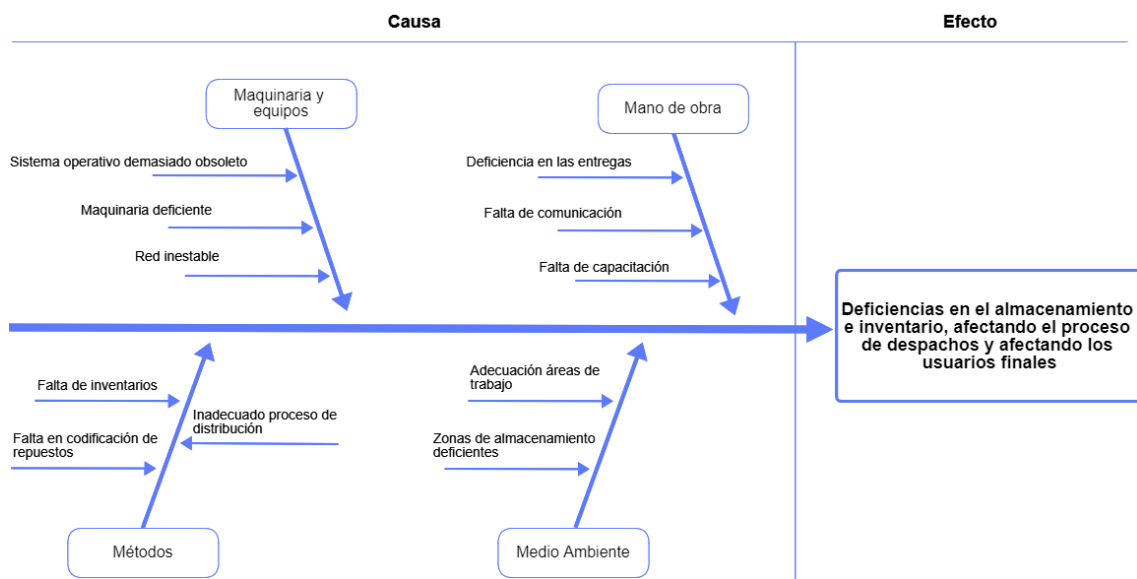 Causa
Efecto
Maquinaria y
equipos
Mano de obra
Sistema operativo demasiado obsoleto
Deficiencia en las entregas
Maquinaria deficiente
Falta de comunicación
Red inestable
Falta de capacitación
Deficiencias en el almacenamiento
e inventario, afectando el proceso
de despachos y afectando los
usuarios finales
Falta de inventarios
Inadecuado proceso de
distribución
Falta en codificación de
repuestos
Adecuación áreas de
trabajo
Zonas de almacenamiento
deficientes
Métodos
Medio Ambiente